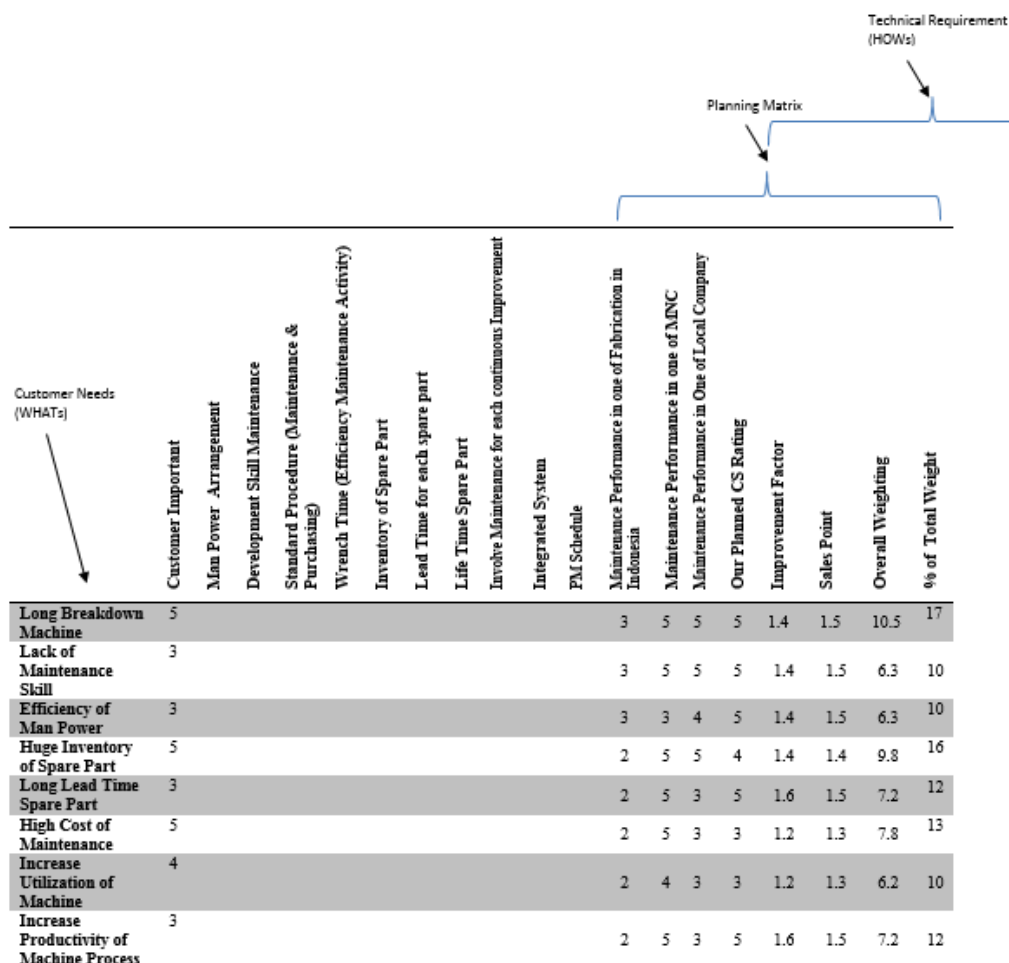 Technical Requirement
(HOWs)
Planning Matrix
Customer Needs
(WHATs)
Customer Important
Man Power Arrangement
Development Skill Maintenance
Standard Procedure (Maintenance &
Purchasing)
Wrench Time (Efficiency Maintenance Activity)
Inventory of Spare Part
Lead Time for each spare part
Life Time Spare Part
Involve Maintenance for each continuous Improvement
Integrated System
PM Schedule
Maintenance Performance in one of Fabrication in
Indonesia
Maintenance Performance in one of MNC
Maintenance Performance in One of Local Company
Our Planned CS Rating
Improvement Factor
Sales Point
Overall Weighting
% of Total Weight
Long Breakdown
Machine
5 3 5 5 5 1.4 1.5 10.5 17
Lack of
Maintenance
Skill
3 3 5 5 5 1.4 1.5 6.3 10
Efficiency of
Man Power
3 3 3 4 5 1.4 1.5 6.3 10
Huge Inventory
of Spare Part
5 2 5 5 4 1.4 1.4 9.8 16
Long Lead Time
Spare Part
3 2 5 3 5 1.6 1.5 7.2 12
High Cost of
Maintenance
5 2 5 3 3 1.2 1.3 7.8 13
Increase
Utilization of
Machine
4 2 4 3 3 1.2 1.3 6.2 10
Increase
Productivity of
Machine Process
3 2 5 3 5 1.6 1.5 7.2 12